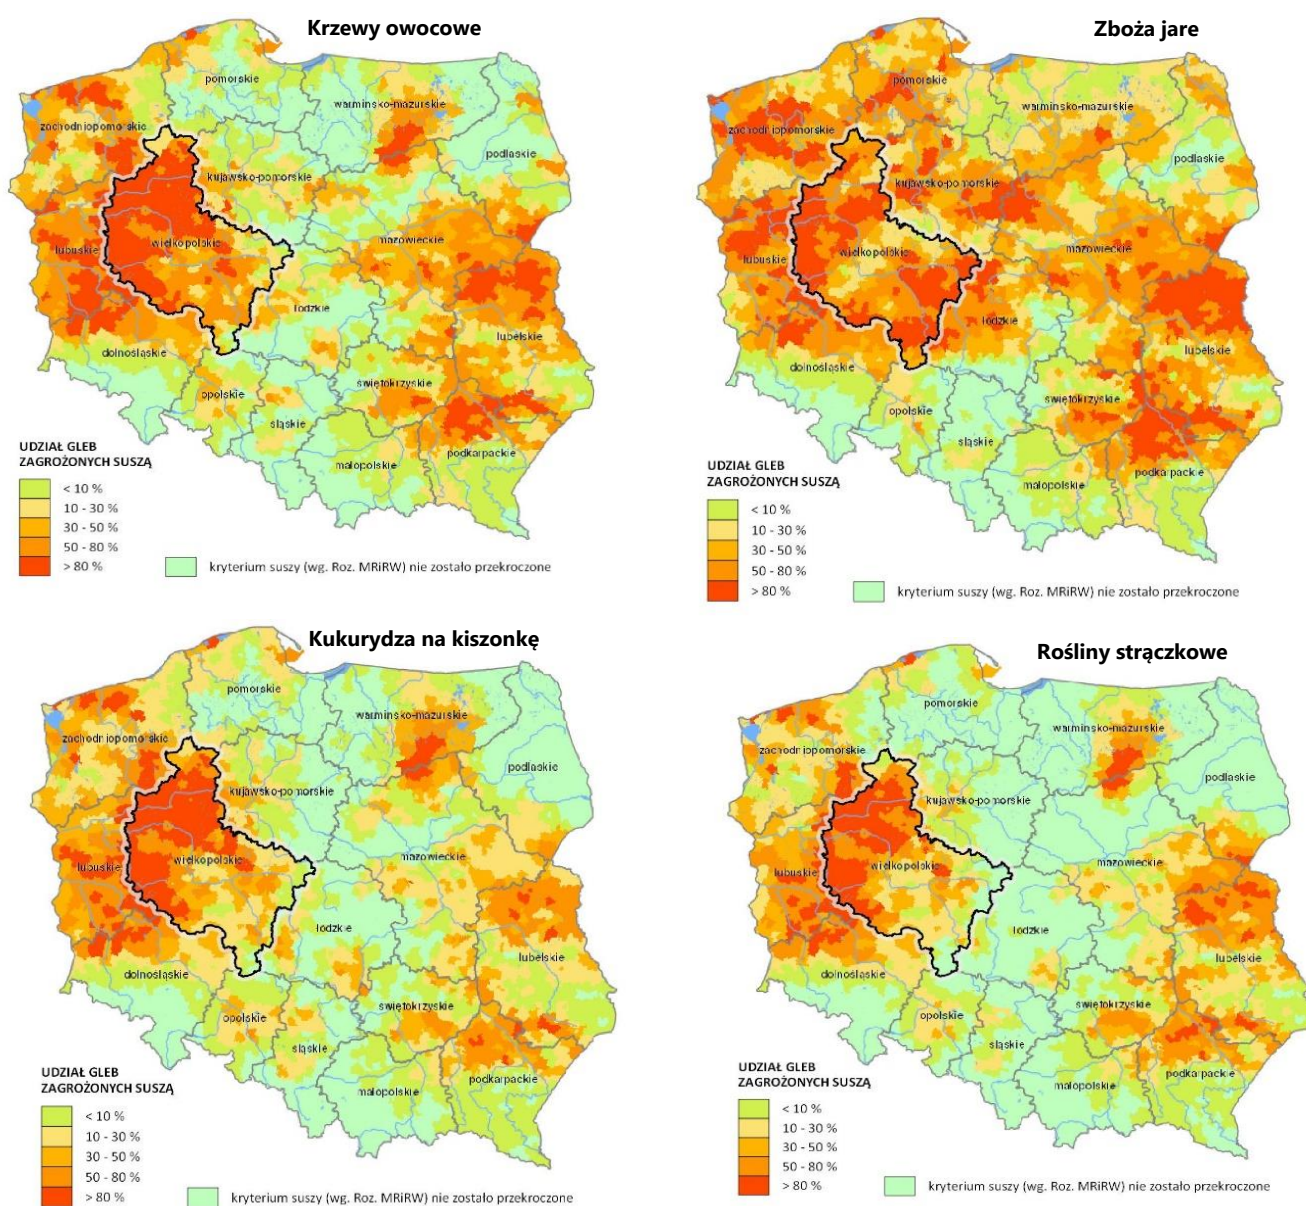 Krzewy owocowe
pomorskie
warmińsko-mazurskie
zachodniopomorskie
podlaskie
kujawsko-pomorskie
mazowieckie
wielkopolskie
lubuskie
łodzkie
lubelskie
dolnośląskie
świętokrzyskie
opolskie
śląskie
podkarpackie
małopolskie
UDZIAŁ GLEB
ZAGROŻONYCH SUSZĄ
< 10 %
10 - 30 %
30 - 50 %
50 - 80 %
> 80 %
kryterium suszy (wg. Roz. MRiRW) nie zostało przekroczone
Zboża jare
pomorskie
warmińsko-mazurskie
zachodniopomorskie
podlaskie
kujawsko-pomorskie
mazowieckie
wielkopolskie
lubuskie
łodzkie
lubelskie
dolnośląskie
świętokrzyskie
opolskie
śląskie
podkarpackie
małopolskie
UDZIAŁ GLEB
ZAGROŻONYCH SUSZĄ
< 10 %
10 - 30 %
30 - 50 %
50 - 80 %
> 80 %
kryterium suszy (wg. Roz. MRiRW) nie zostało przekroczone
Kukurydza na kiszonkę
pomorskie
warmińsko-mazurskie
zachodniopomorskie
podlaskie
kujawsko-pomorskie
mazowieckie
wielkopolskie
lubuskie
łodzkie
lubelskie
dolnośląskie
świętokrzyskie
opolskie
śląskie
podkarpackie
małopolskie
UDZIAŁ GLEB
ZAGROŻONYCH SUSZĄ
< 10 %
10 - 30 %
30 - 50 %
50 - 80 %
> 80 %
kryterium suszy (wg. Roz. MRiRW) nie zostało przekroczone
Rośliny strączkowe
pomorskie
warmińsko-mazurskie
zachodniopomorskie
podlaskie
kujawsko-pomorskie
mazowieckie
wielkopolskie
lubuskie
łodzkie
lubelskie
dolnośląskie
świętokrzyskie
opolskie
śląskie
podkarpackie
małopolskie
UDZIAŁ GLEB
ZAGROŻONYCH SUSZĄ
< 10 %
10 - 30 %
30 - 50 %
50 - 80 %
> 80 %
kryterium suszy (wg. Roz. MRiRW) nie zostało przekroczone